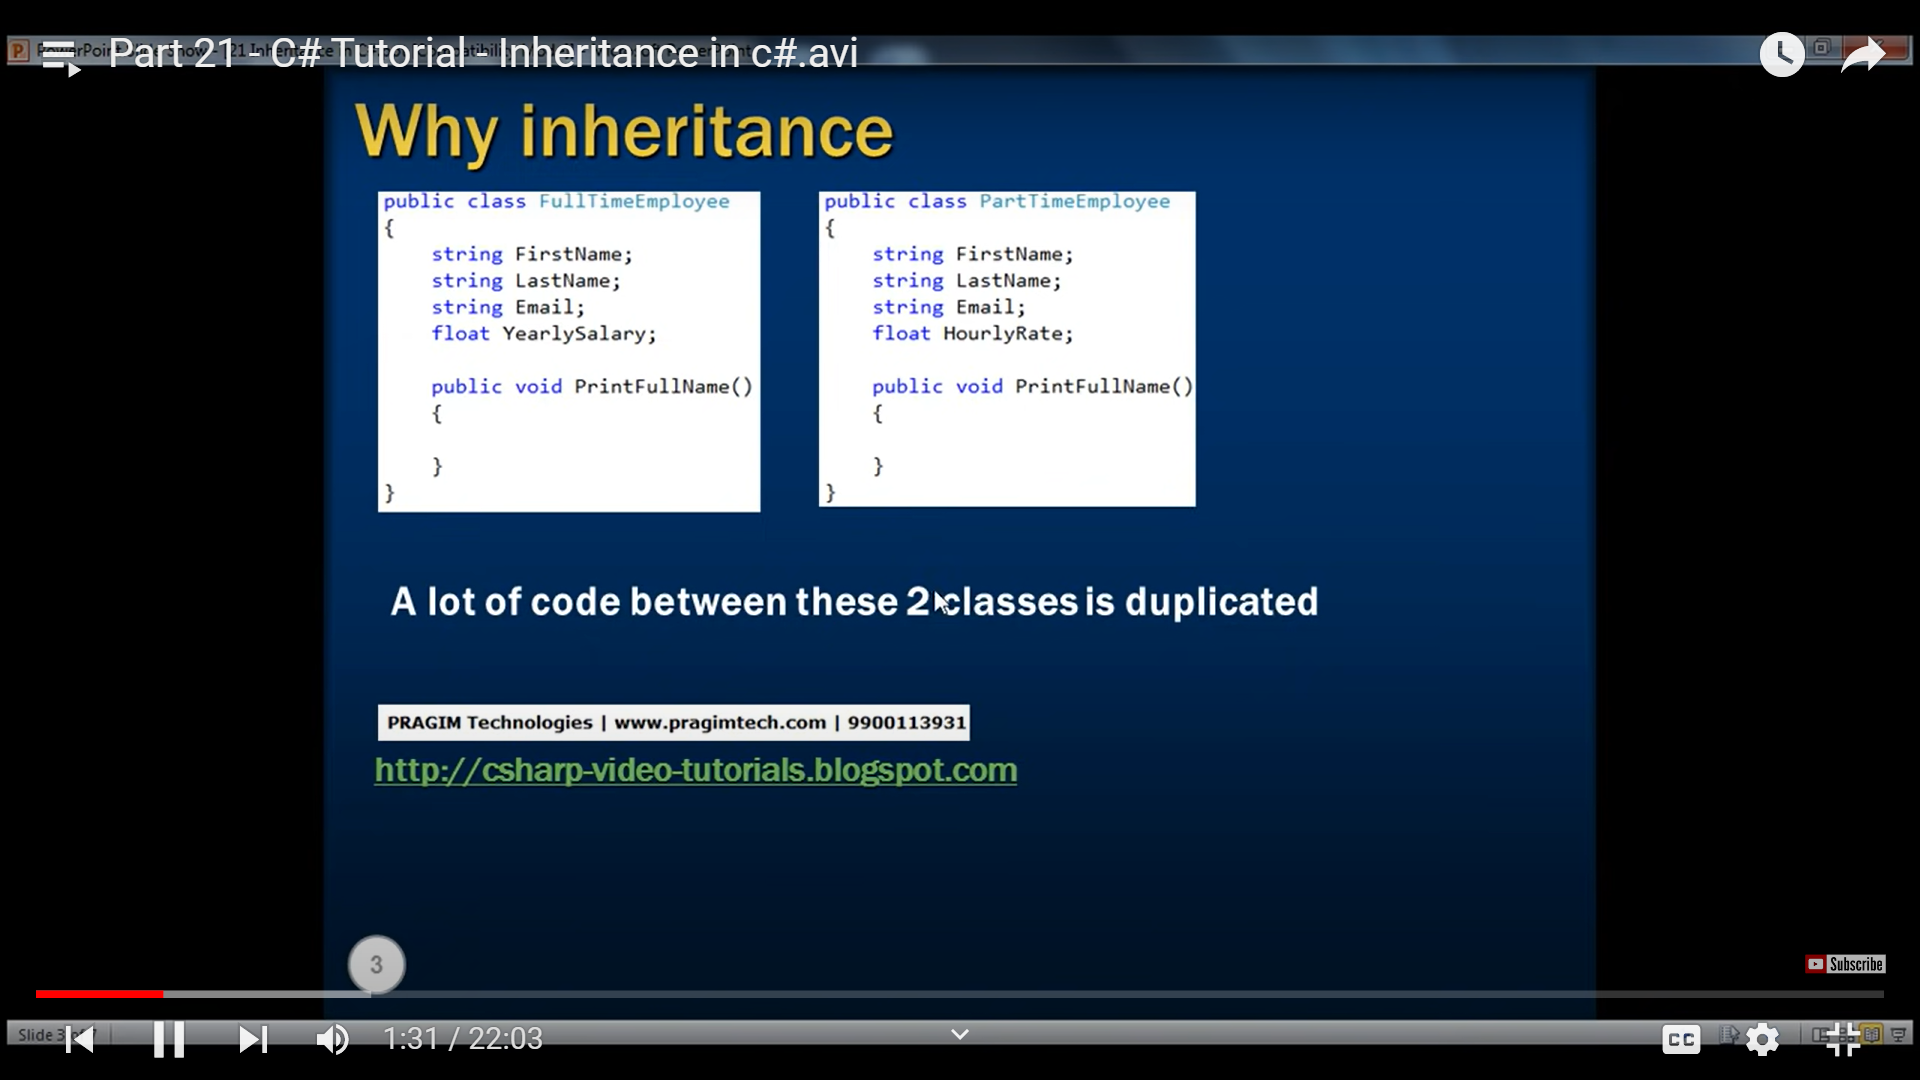 Part 21 - C# Tutorial - Inheritance in c#.avi
Why inheritance
public class FullTimeEmployee
{
string FirstName;
string LastName;
string Email;
float YearlySalary;
public void PrintFullName()
{
}
}
public class PartTimeEmployee
{
string FirstName;
string LastName;
string Email;
float HourlyRate;
public void PrintFullName()
{
}
}
A lot of code between these 2 classes is duplicated
PRAGIM Technologies | www.pragimtech.com | 9900113931
http://csharp-video-tutorials.blogspot.com
3
Subscribe
Slide 3
1:31 / 22:03
CC